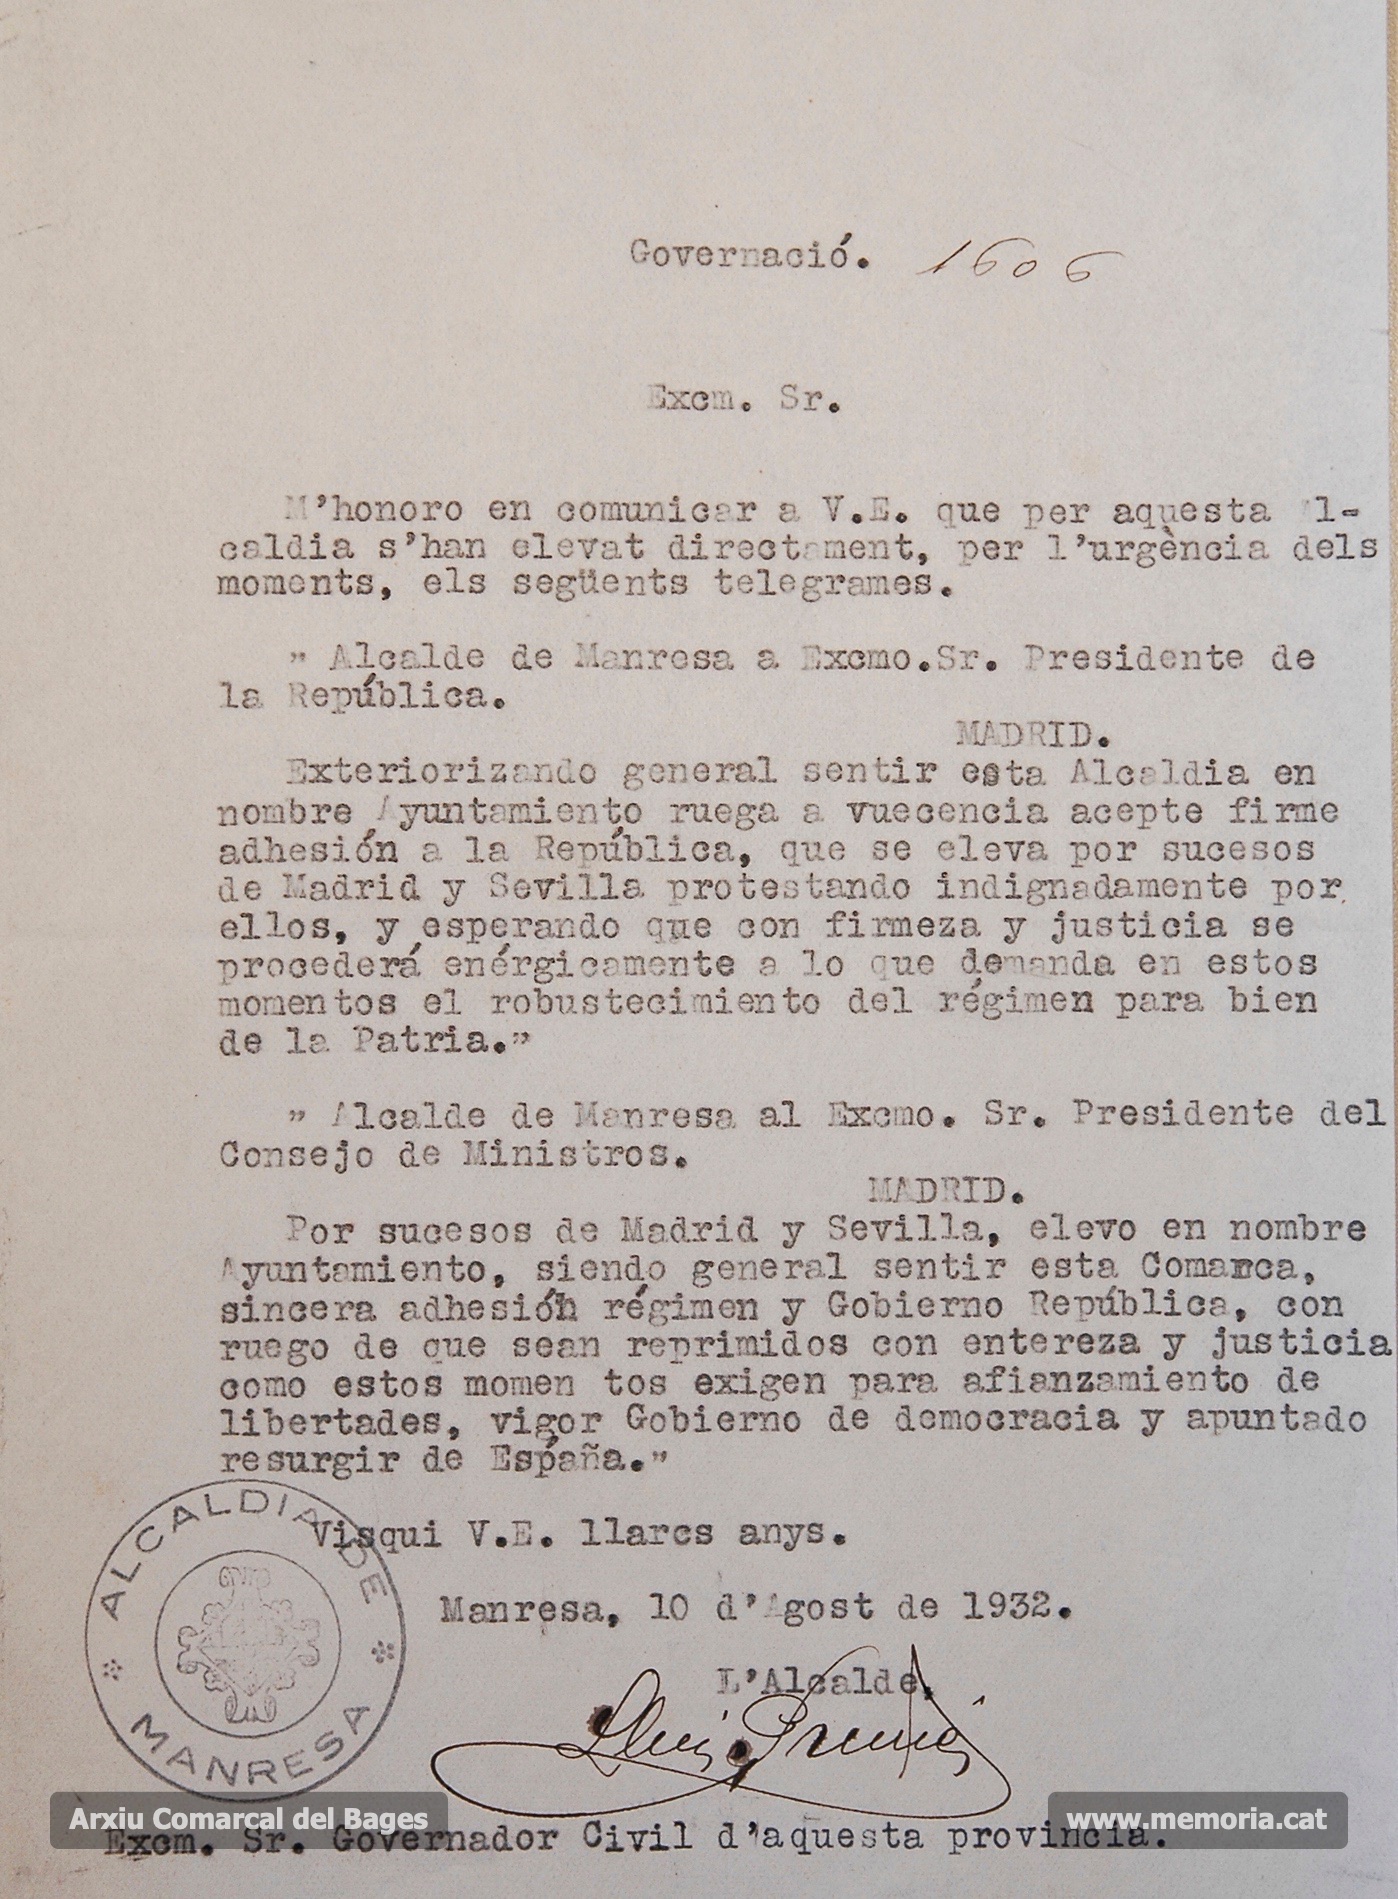 Governació. 1606
Excm. Sr.
M'honoro en comunicar a V.E. que per aquesta Al-
caldia s'han elevat directament, per l'urgència dels
moments, els següents telegrames.
" Alcalde de Manresa a Excmo.Sr. Presidente de
la República.
MADRID.
Exteriorizando general sentir esta Alcaldia en
nombre Ayuntamiento ruega a vuecencia acepte firme
adhesión a la República, que se eleva por sucesos
de Madrid y Sevilla protestando indignadamente por
ellos, y esperando que con firmeza y justicia se
procederá enérgicamente a lo que demanda en estos
momentos el robustecimiento del régimen para bien
de la Patria."
" Alcalde de Manresa al Excmo. Sr. Presidente del
Consejo de Ministros.
MADRID.
Por sucesos de Madrid y Sevilla, elevo en nombre
Ayuntamiento, siendo general sentir esta Comarca,
sincera adhesión régimen y Gobierno República, con
ruego de que sean reprimidos con entereza y justicia
como estos momen tos exigen para afianzamiento de
libertades, vigor Gobierno de democracia y apuntado
resurgir de España."
Visqui V.E. llarcs anys.
Manresa, 10 d'Agost de 1932.
L'Alcalde,
Lluis Prunés
ALCALDIA DE
* MANRESA *
Excm. Sr. Governador Civil d'aquesta provincia.
Arxiu Comarcal del Bages
www.memoria.cat